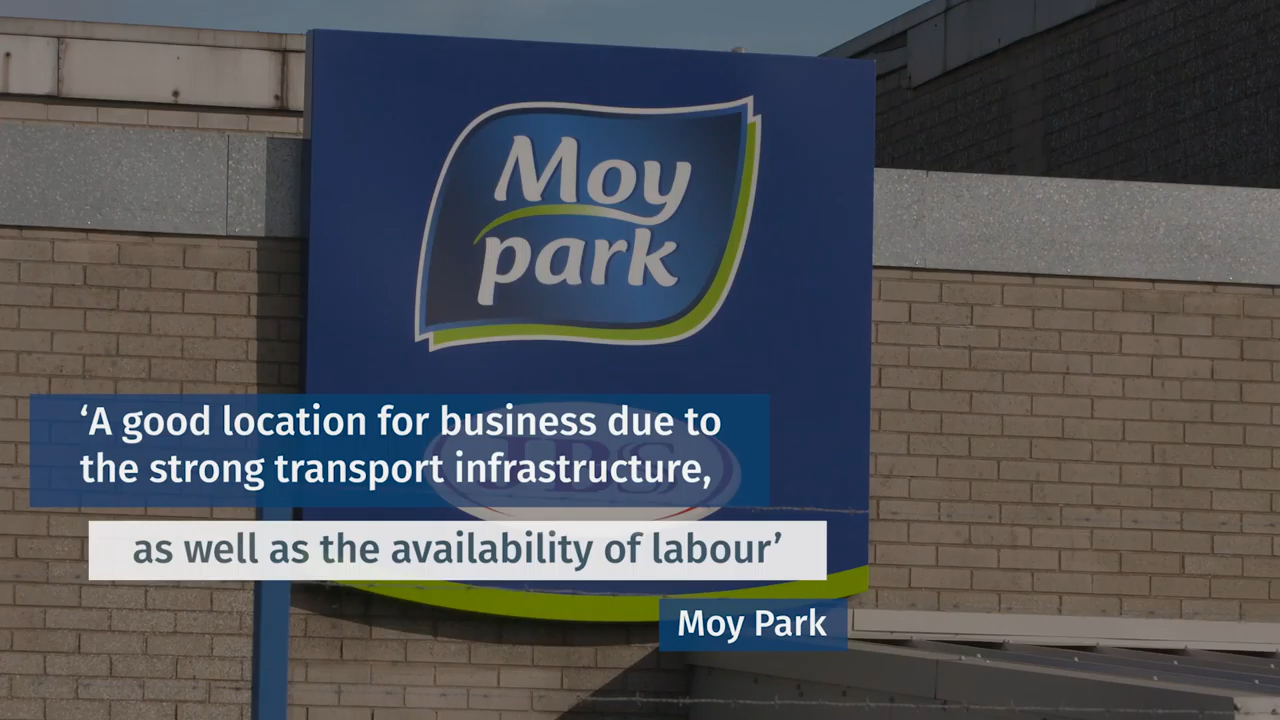 Moy
park
JBS
‘A good location for business due to
the strong transport infrastructure,
as well as the availability of labour’
Moy Park